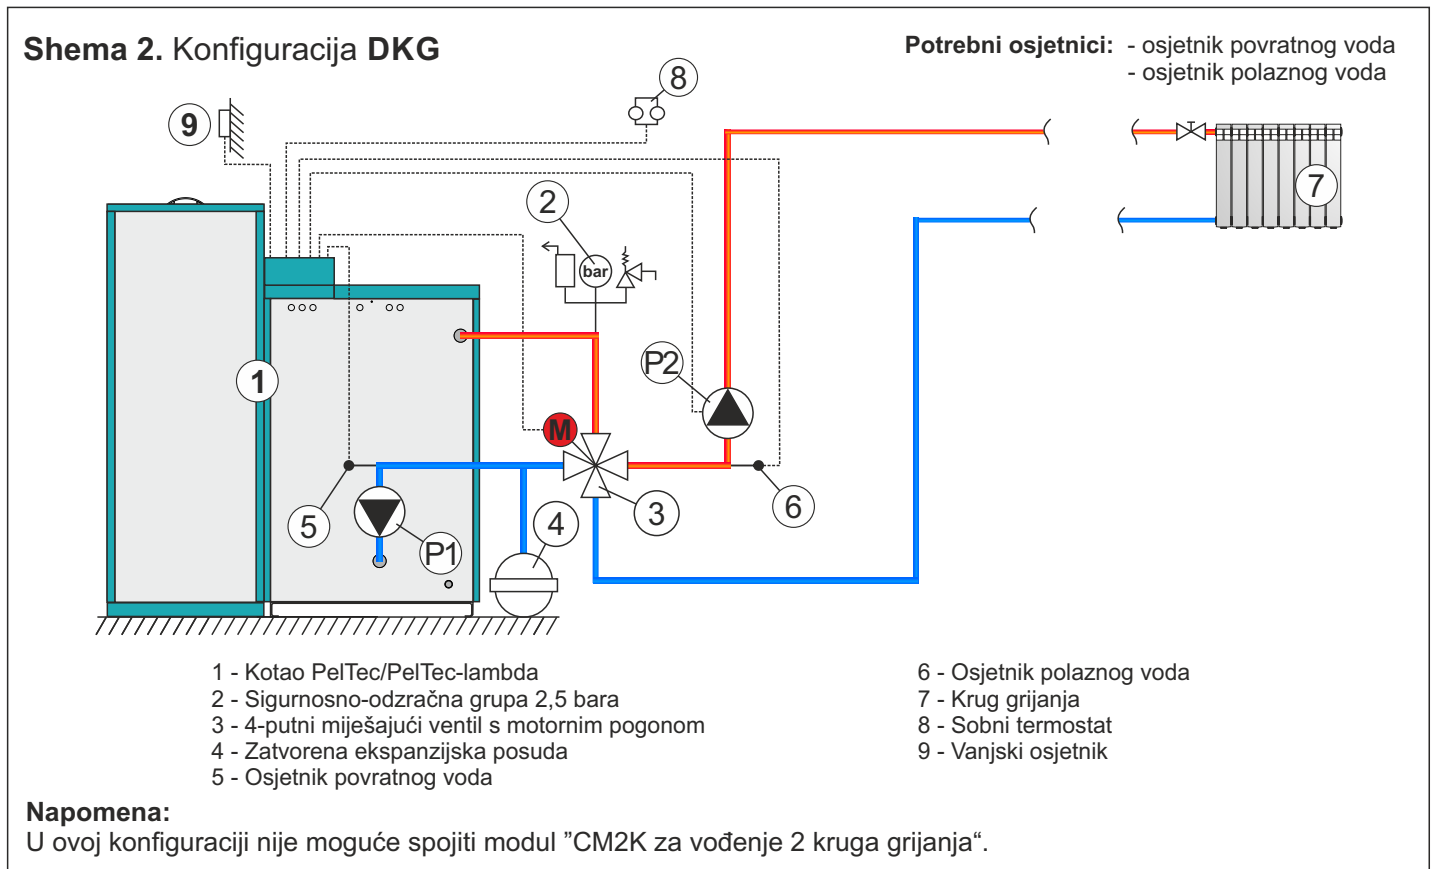 Shema 2. Konfiguracija DKG
Potrebni osjetnici: - osjetnik povratnog voda
- osjetnik polaznog voda
8
9
2
7
bar
P2
1
M
5
P1
4
3
6
1 - Kotao PelTec/PelTec-lambda
2 - Sigurnosno-odzračna grupa 2,5 bara
3 - 4-putni miješajući ventil s motornim pogonom
4 - Zatvorena ekspanzijska posuda
5 - Osjetnik povratnog voda
6 - Osjetnik polaznog voda
7 - Krug grijanja
8 - Sobni termostat
9 - Vanjski osjetnik
Napomena:
U ovoj konfiguraciji nije moguće spojiti modul ”CM2K za vođenje 2 kruga grijanja“.